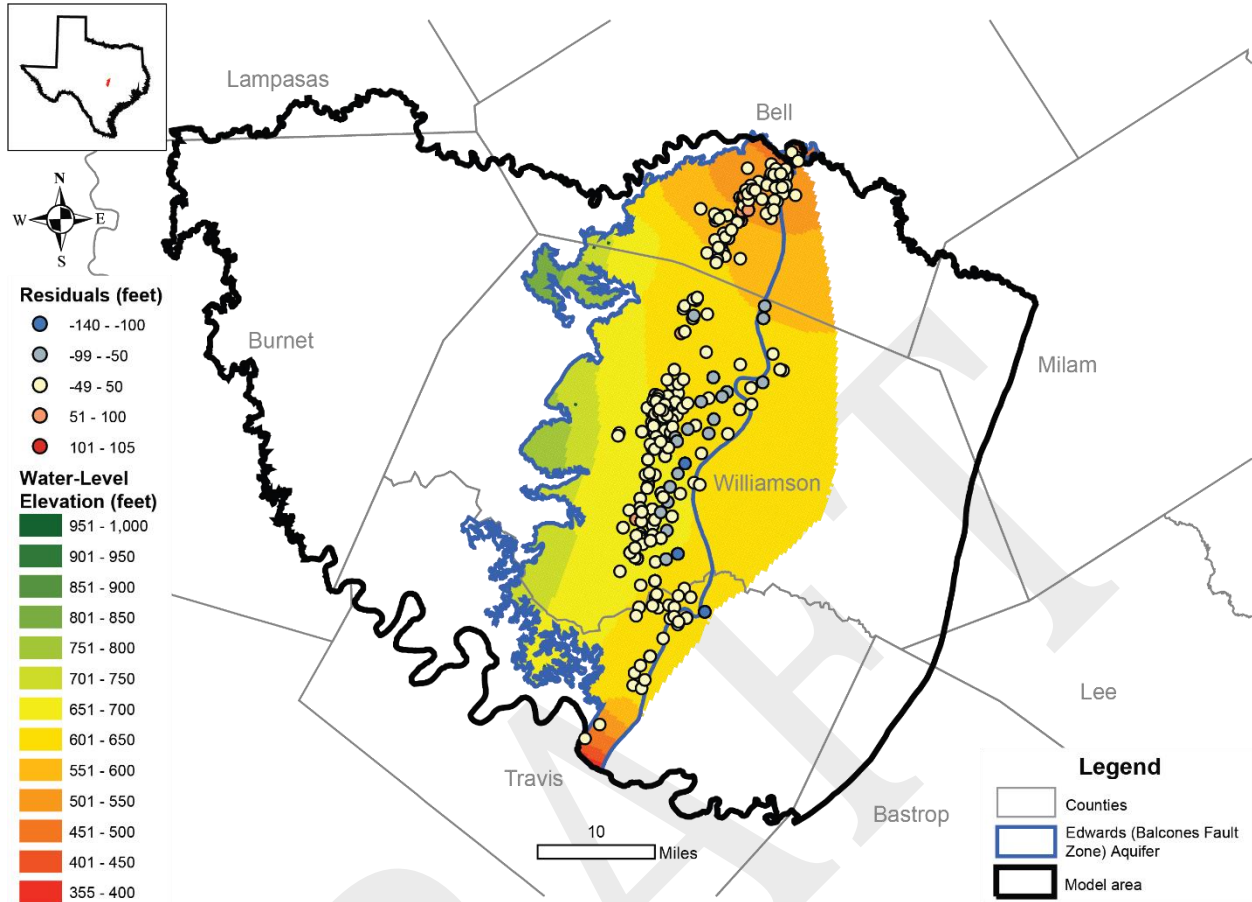 Lampasas
Bell
N
W E
S
Residuals (feet)
-140 - -100
-99 - -50
-49 - 50
51 - 100
101 - 105
Burnet
Milam
Water-Level
Elevation (feet)
951 - 1,000
901 - 950
851 - 900
801 - 850
751 - 800
701 - 750
651 - 700
601 - 650
551 - 600
501 - 550
451 - 500
401 - 450
355 - 400
Williamson
Lee
Travis
Bastrop
10
Miles
Legend
Counties
Edwards (Balcones Fault
Zone) Aquifer
Model area
DRAFT